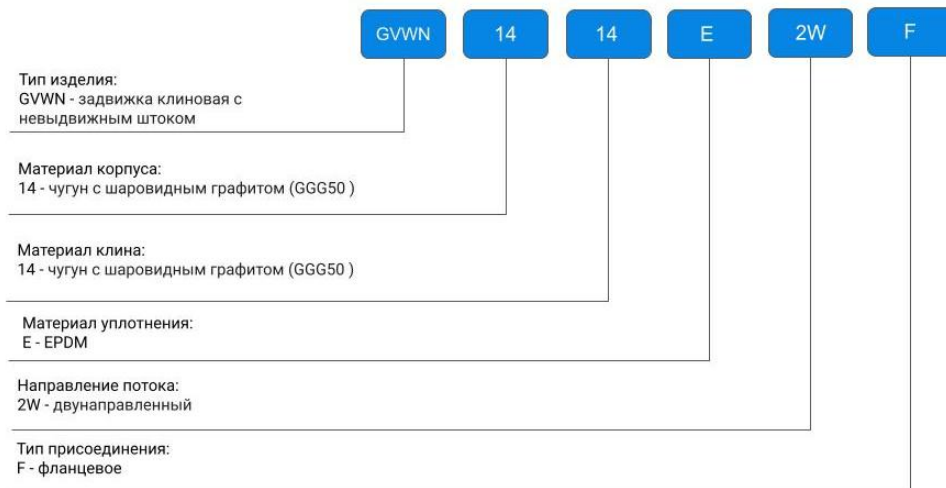 GVWN 14 14 E 2W F
Тип изделия:
GVWN - задвижка клиновая с
невыдвижным штоком
Материал корпуса:
14 - чугун с шаровидным графитом (GGG50 )
Материал клина:
14 - чугун с шаровидным графитом (GGG50 )
Материал уплотнения:
E - EPDM
Направление потока:
2W - двунаправленный
Тип присоединения:
F - фланцевое